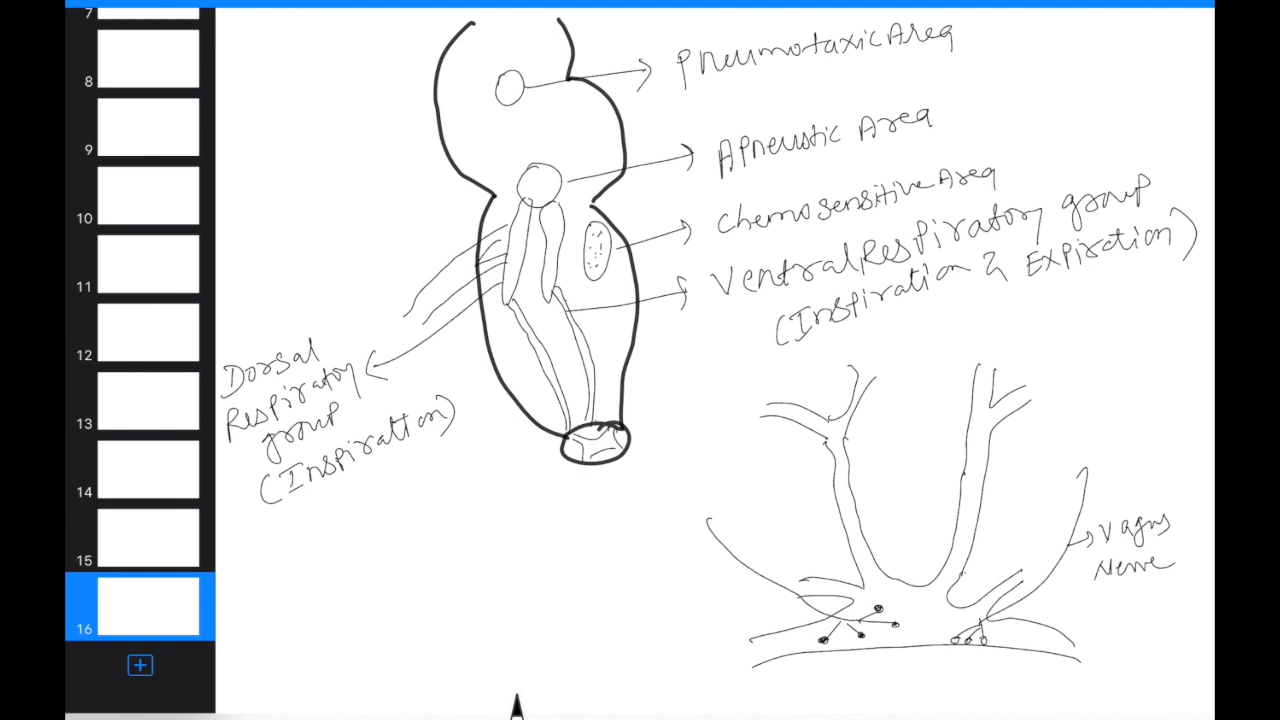 7
8
9
10
11
12
13
14
15
16
Pneumotaxic Area
Apneustic Area
Chemosensitive Area
Ventral Respiratory group
(Inspiration & Expiration)
Dorsal
Respiratory
group
(Inspiration)
Vagus
Nerve